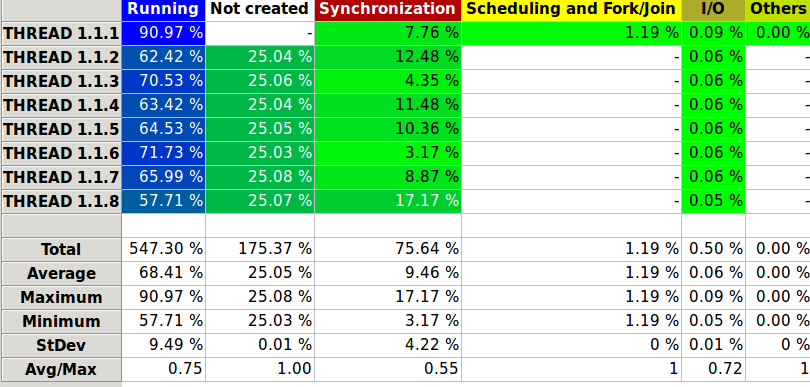 Running Not created Synchronization Scheduling and Fork/Join I/O Others
THREAD 1.1.1 90.97 % - 7.76 % 1.19 % 0.09 % 0.00 %
THREAD 1.1.2 62.42 % 25.04 % 12.48 % - 0.06 % -
THREAD 1.1.3 70.53 % 25.06 % 4.35 % - 0.06 % -
THREAD 1.1.4 63.42 % 25.04 % 11.48 % - 0.06 % -
THREAD 1.1.5 64.53 % 25.05 % 10.36 % - 0.06 % -
THREAD 1.1.6 71.73 % 25.03 % 3.17 % - 0.06 % -
THREAD 1.1.7 65.99 % 25.08 % 8.87 % - 0.06 % -
THREAD 1.1.8 57.71 % 25.07 % 17.17 % - 0.05 % -
Total 547.30 % 175.37 % 75.64 % 1.19 % 0.50 % 0.00 %
Average 68.41 % 25.05 % 9.46 % 1.19 % 0.06 % 0.00 %
Maximum 90.97 % 25.08 % 17.17 % 1.19 % 0.09 % 0.00 %
Minimum 57.71 % 25.03 % 3.17 % 1.19 % 0.05 % 0.00 %
StDev 9.49 % 0.01 % 4.22 % 0 % 0.01 % 0 %
Avg/Max 0.75 1.00 0.55 1 0.72 1